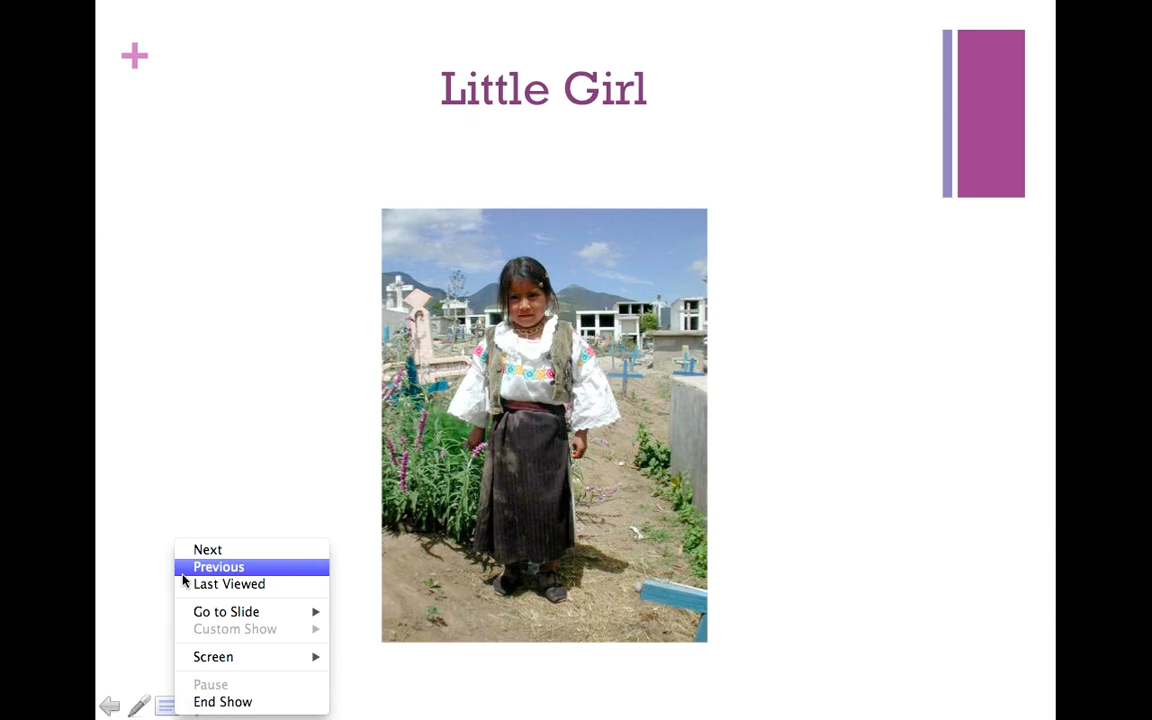 +
Little Girl
Next
Previous
Last Viewed
Go to Slide
Custom Show
Screen
Pause
End Show